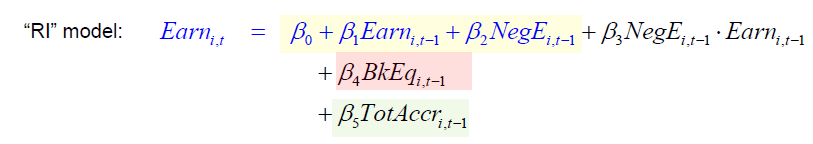 “RI” model: Earn_{i,t} = β_0 + β_1Earn_{i,t−1} + β_2NegE_{i,t−1} + β_3NegE_{i,t−1} · Earn_{i,t−1}
+ β_4BkEq_{i,t−1}
+ β_5TotAccr_{i,t−1}